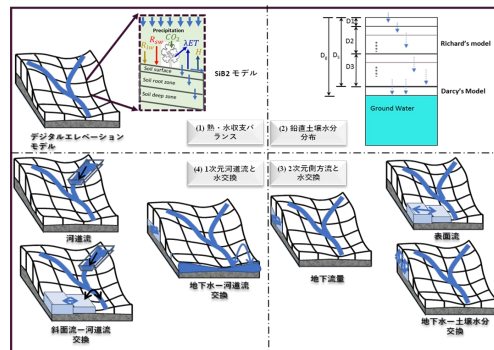 Precipitation
CO₂
R_lw
R_sw
λET
H
Soil surface
Soil root zone
Soil deep zone
SiB2 モデル
デジタルエレベーション
モデル
(1) 熱・水収支バ
ランス
(2) 鉛直土壌水分
分布
D1
D2
D3
Richard's model
Darcy's Model
Ground Water
(4) 1次元河道流と
水交換
(3) 2次元側方流と
水交換
河道流
斜面流ー河道流
交換
地下水ー河道流
交換
地下流量
表面流
地下水ー土壌水分
交換